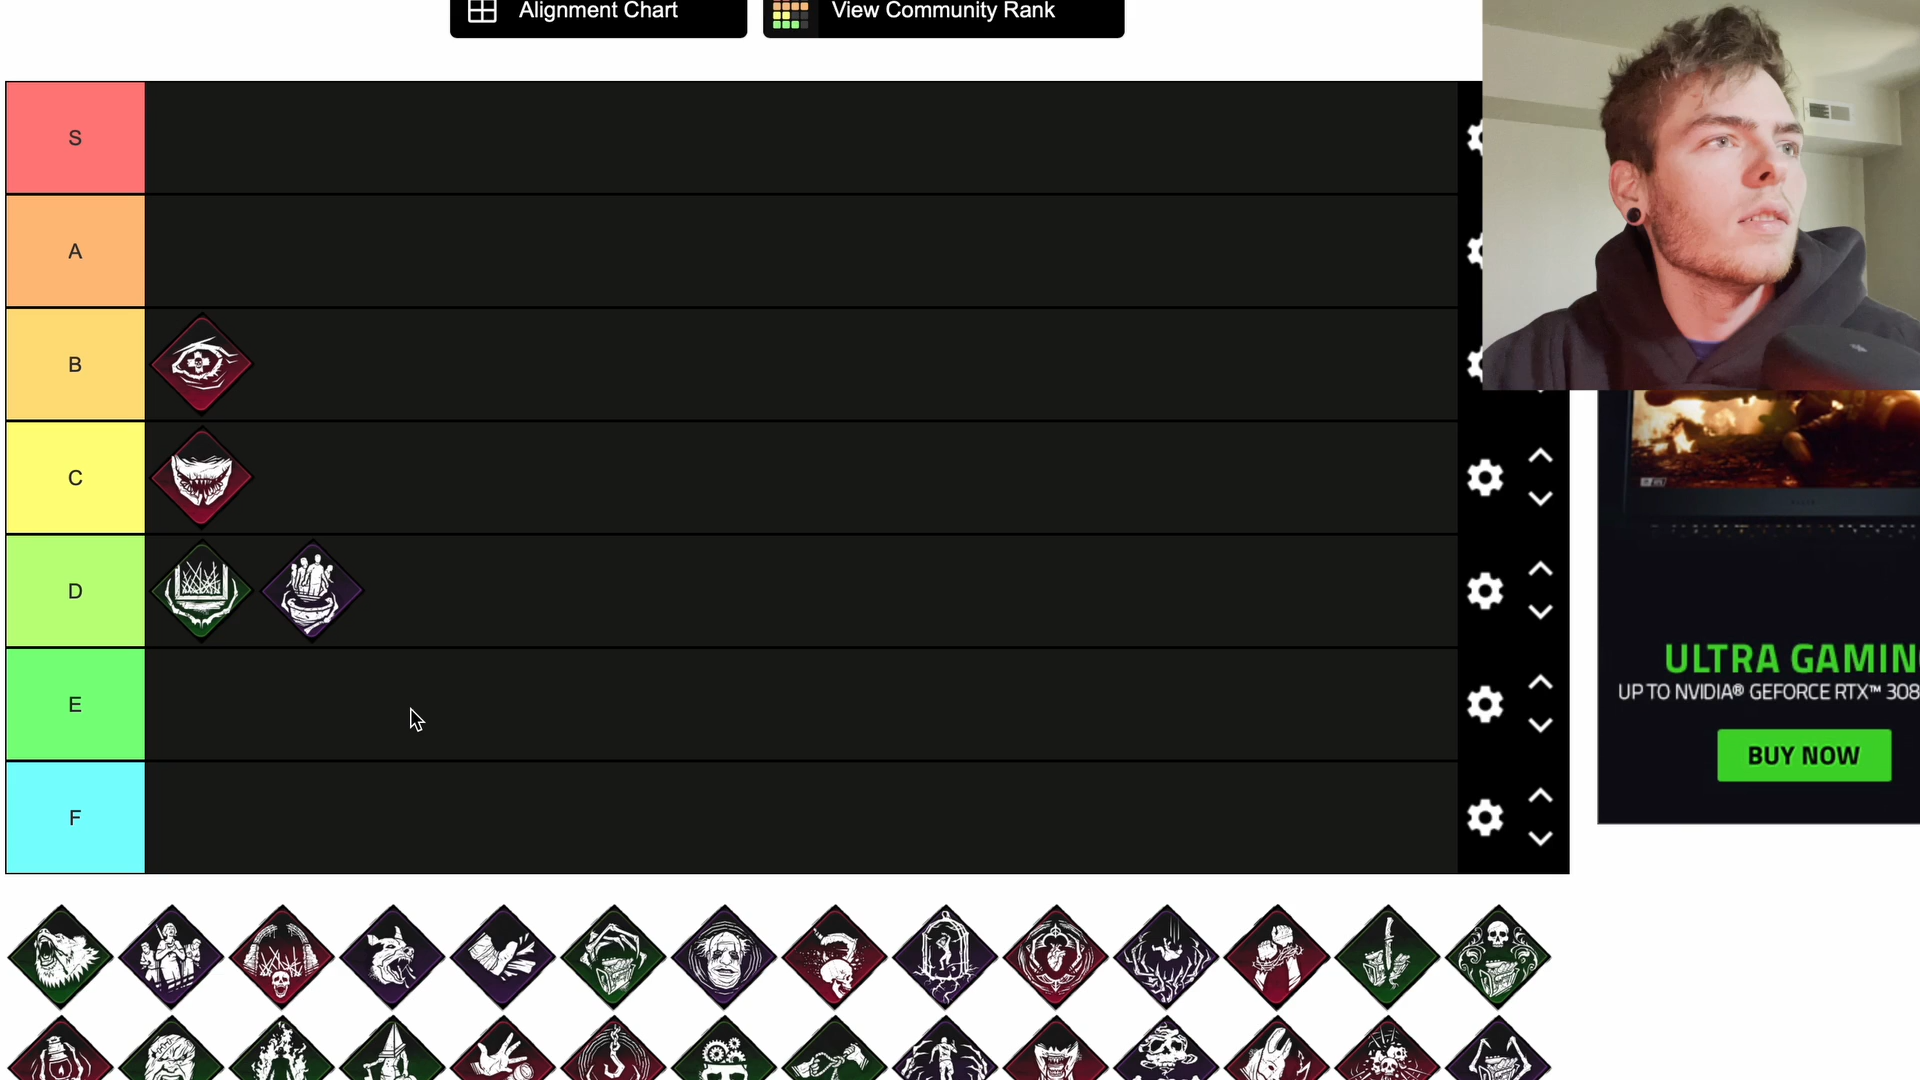 Alignment Chart
View Community Rank
S
A
B
C
D
E
F
ULTRA GAMIN
UP TO NVIDIA® GEFORCE RTX™ 308
BUY NOW